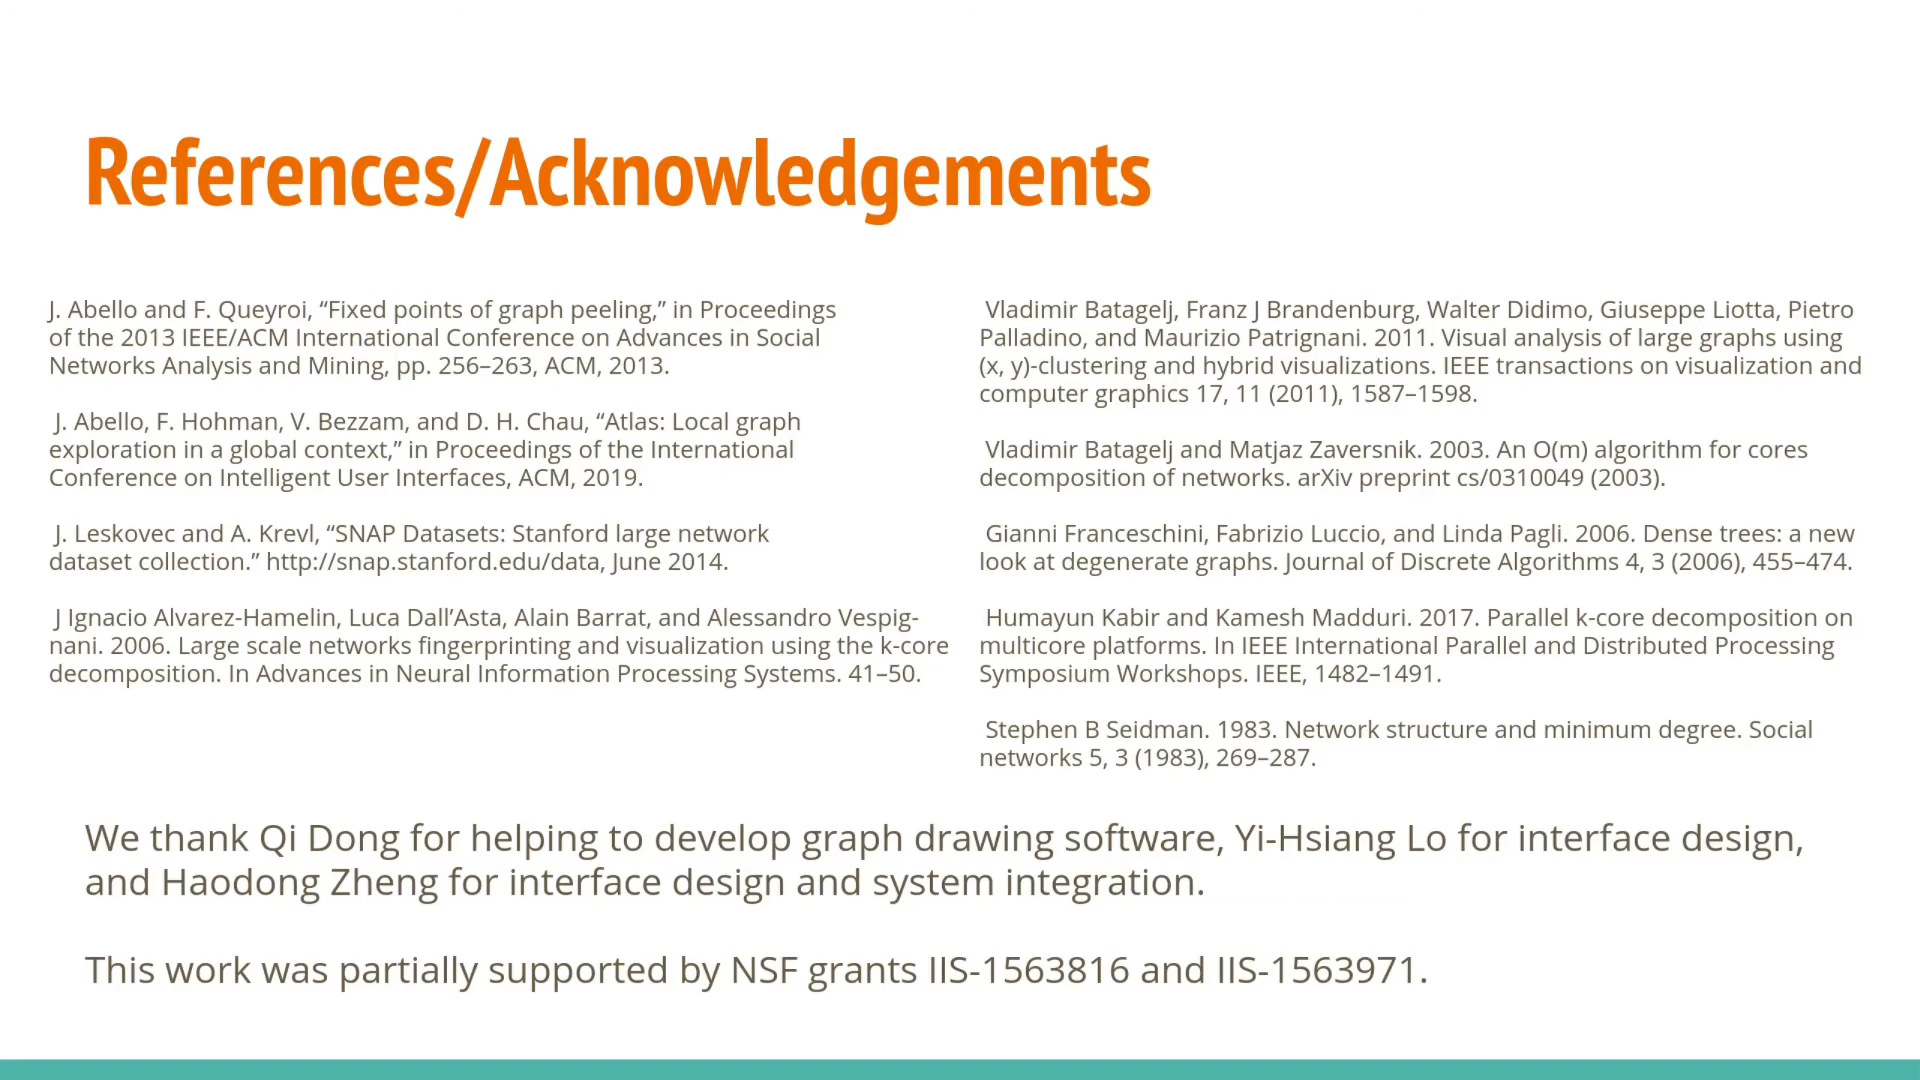 References/Acknowledgements
J. Abello and F. Queyroi, “Fixed points of graph peeling,” in Proceedings
of the 2013 IEEE/ACM International Conference on Advances in Social
Networks Analysis and Mining, pp. 256–263, ACM, 2013.
J. Abello, F. Hohman, V. Bezzam, and D. H. Chau, “Atlas: Local graph
exploration in a global context,” in Proceedings of the International
Conference on Intelligent User Interfaces, ACM, 2019.
J. Leskovec and A. Krevl, “SNAP Datasets: Stanford large network
dataset collection.” http://snap.stanford.edu/data, June 2014.
J Ignacio Alvarez-Hamelin, Luca Dall’Asta, Alain Barrat, and Alessandro Vespig-
nani. 2006. Large scale networks fingerprinting and visualization using the k-core
decomposition. In Advances in Neural Information Processing Systems. 41–50.
Vladimir Batagelj, Franz J Brandenburg, Walter Didimo, Giuseppe Liotta, Pietro
Palladino, and Maurizio Patrignani. 2011. Visual analysis of large graphs using
(x, y)-clustering and hybrid visualizations. IEEE transactions on visualization and
computer graphics 17, 11 (2011), 1587–1598.
Vladimir Batagelj and Matjaz Zaversnik. 2003. An O(m) algorithm for cores
decomposition of networks. arXiv preprint cs/0310049 (2003).
Gianni Franceschini, Fabrizio Luccio, and Linda Pagli. 2006. Dense trees: a new
look at degenerate graphs. Journal of Discrete Algorithms 4, 3 (2006), 455–474.
Humayun Kabir and Kamesh Madduri. 2017. Parallel k-core decomposition on
multicore platforms. In IEEE International Parallel and Distributed Processing
Symposium Workshops. IEEE, 1482–1491.
Stephen B Seidman. 1983. Network structure and minimum degree. Social
networks 5, 3 (1983), 269–287.
We thank Qi Dong for helping to develop graph drawing software, Yi-Hsiang Lo for interface design,
and Haodong Zheng for interface design and system integration.
This work was partially supported by NSF grants IIS-1563816 and IIS-1563971.